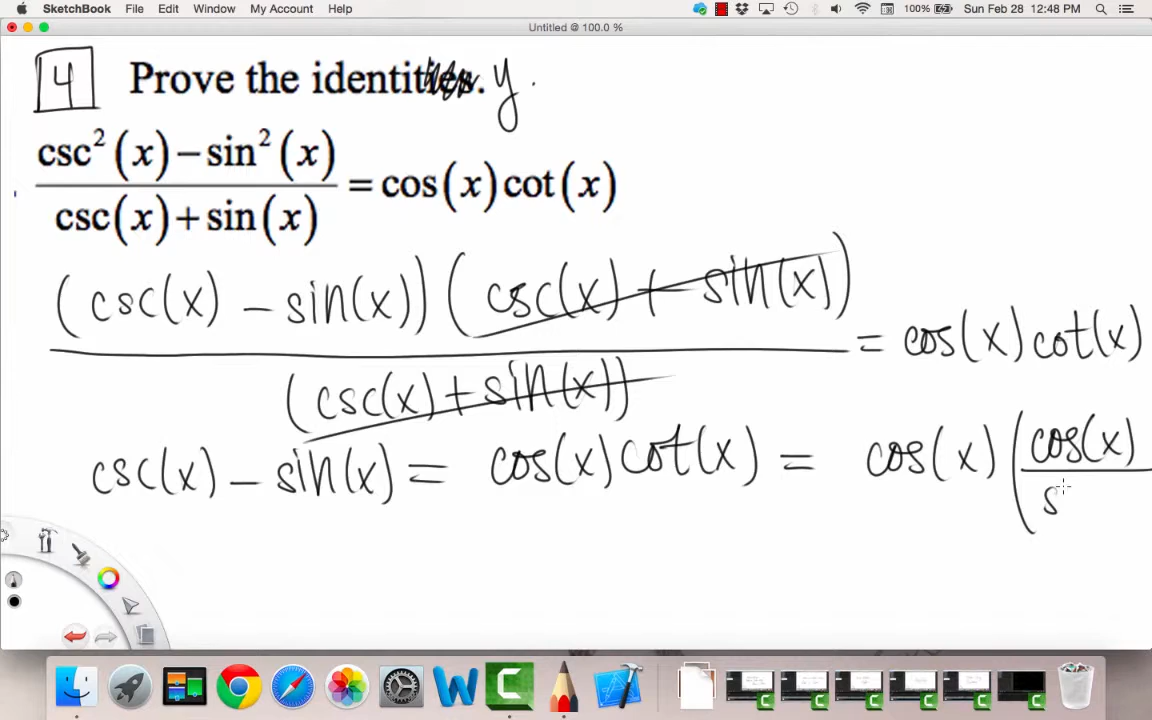 SketchBook File Edit Window My Account Help 100% Sun Feb 28 12:48 PM
Untitled @ 100.0 %
4 Prove the identity.
csc²(x) − sin²(x)
csc(x) + sin(x)
= cos(x)cot(x)
(csc(x) − sin(x)) (csc(x) + sin(x))
(csc(x) + sin(x))
= cos(x)cot(x)
csc(x) − sin(x) = cos(x)cot(x) = cos(x) (cos(x)
s